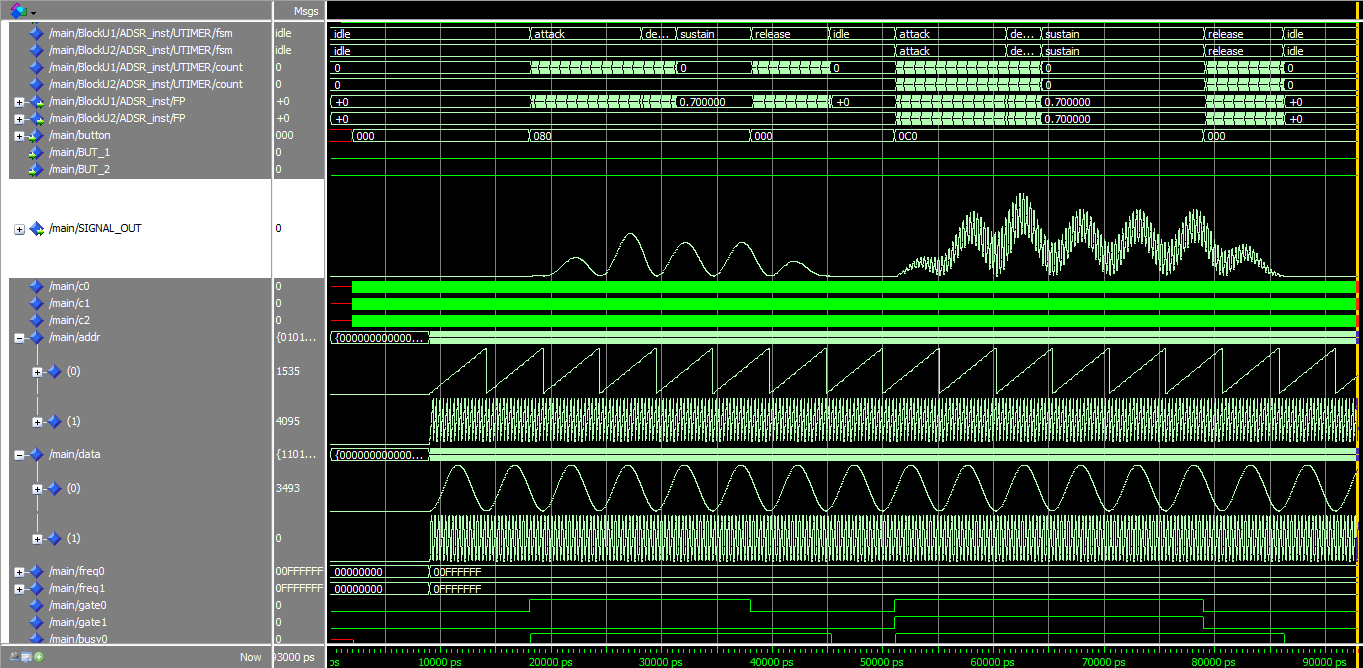 Msgs
/main/BlockU1/ADSR_inst/UTIMER/fsm idle idle attack de... sustain release idle attack de... sustain release idle
/main/BlockU2/ADSR_inst/UTIMER/fsm idle idle attack de... sustain release idle
/main/BlockU1/ADSR_inst/UTIMER/count 0 0 0 0 0 0
/main/BlockU2/ADSR_inst/UTIMER/count 0 0 0 0
/main/BlockU1/ADSR_inst/FP +0 +0 0.700000 +0 0.700000 +0
/main/BlockU2/ADSR_inst/FP +0 +0 0.700000 +0
/main/button 000 000 080 000 0C0 000
/main/BUT_1 0
/main/BUT_2 0
/main/SIGNAL_OUT 0
/main/c0 0
/main/c1 0
/main/c2 0
/main/addr {0101... {000000000000...
(0) 1535
(1) 4095
/main/data {1101... {000000000000...
(0) 3493
(1) 0
/main/freq0 00FFFFFF 00000000 00FFFFFF
/main/freq1 0FFFFFFF 00000000 0FFFFFFF
/main/gate0 0
/main/gate1 0
/main/busy0 0
Now 93000 ps ps 10000 ps 20000 ps 30000 ps 40000 ps 50000 ps 60000 ps 70000 ps 80000 ps 90000 ps